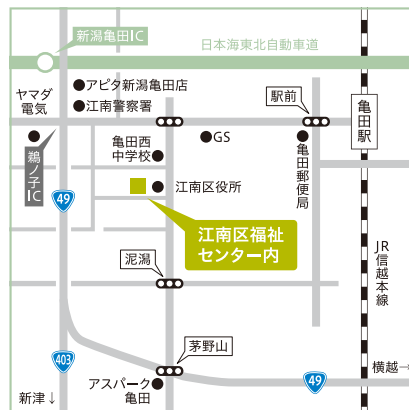 新潟亀田IC
日本海東北自動車道
アピタ新潟亀田店
江南警察署
ヤマダ
電気
駅前
亀田駅
GS
亀田西
中学校
亀田郵便局
鵜ノ子IC
江南区役所
49
江南区福祉
センター内
泥潟
JR信越本線
茅野山
403
横越→
49
アスパーク
亀田
新津↓